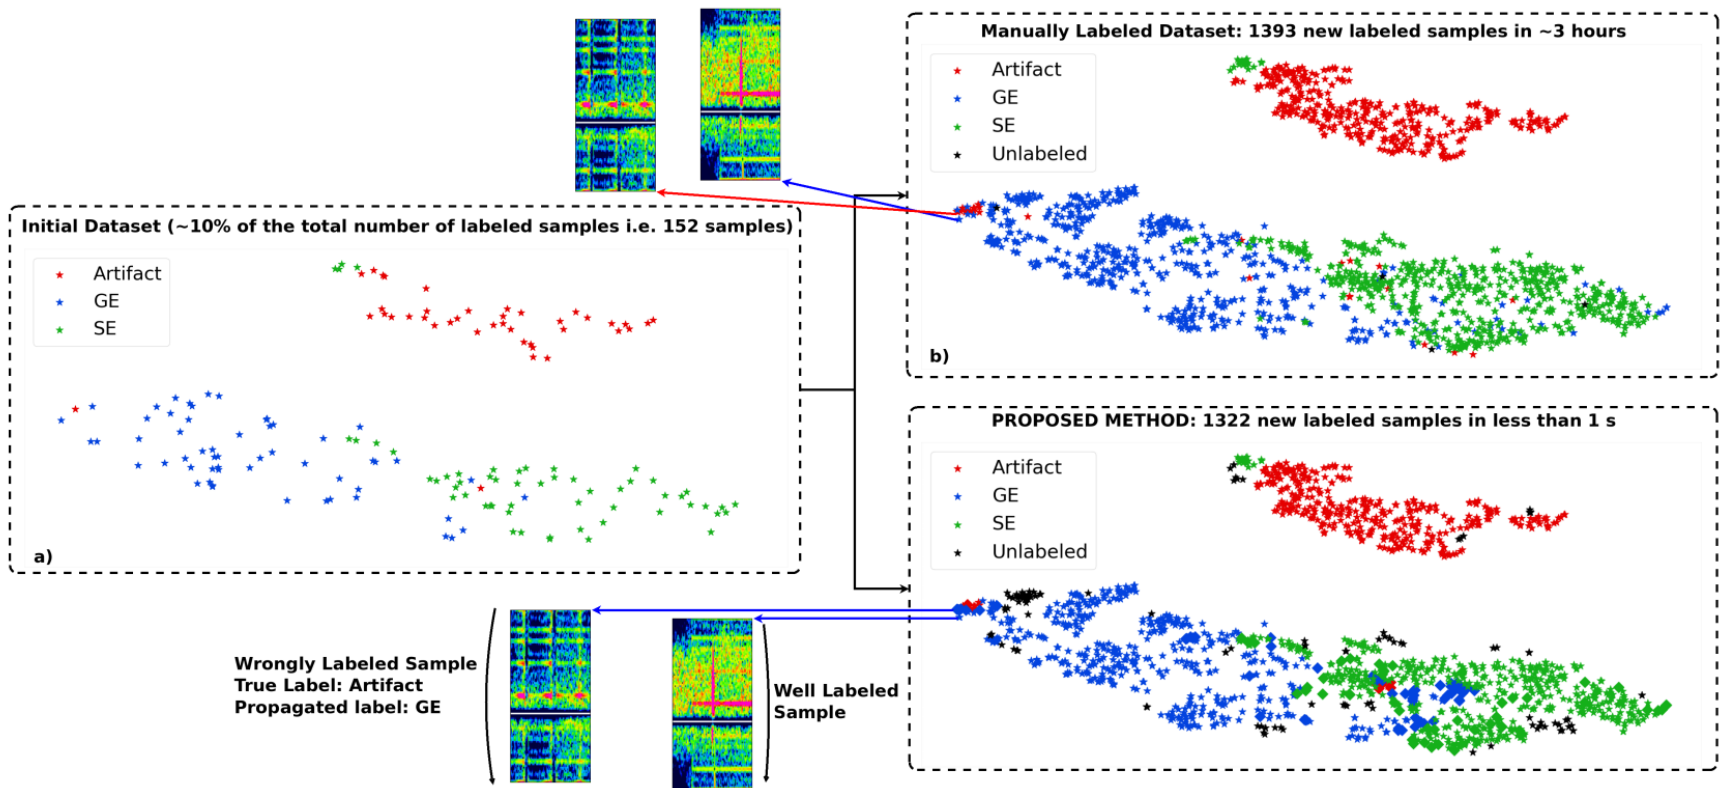 Manually Labeled Dataset: 1393 new labeled samples in ~3 hours
Artifact
GE
SE
Unlabeled
b)
Initial Dataset (~10% of the total number of labeled samples i.e. 152 samples)
Artifact
GE
SE
a)
PROPOSED METHOD: 1322 new labeled samples in less than 1 s
Artifact
GE
SE
Unlabeled
Wrongly Labeled Sample
True Label: Artifact
Propagated label: GE
Well Labeled
Sample